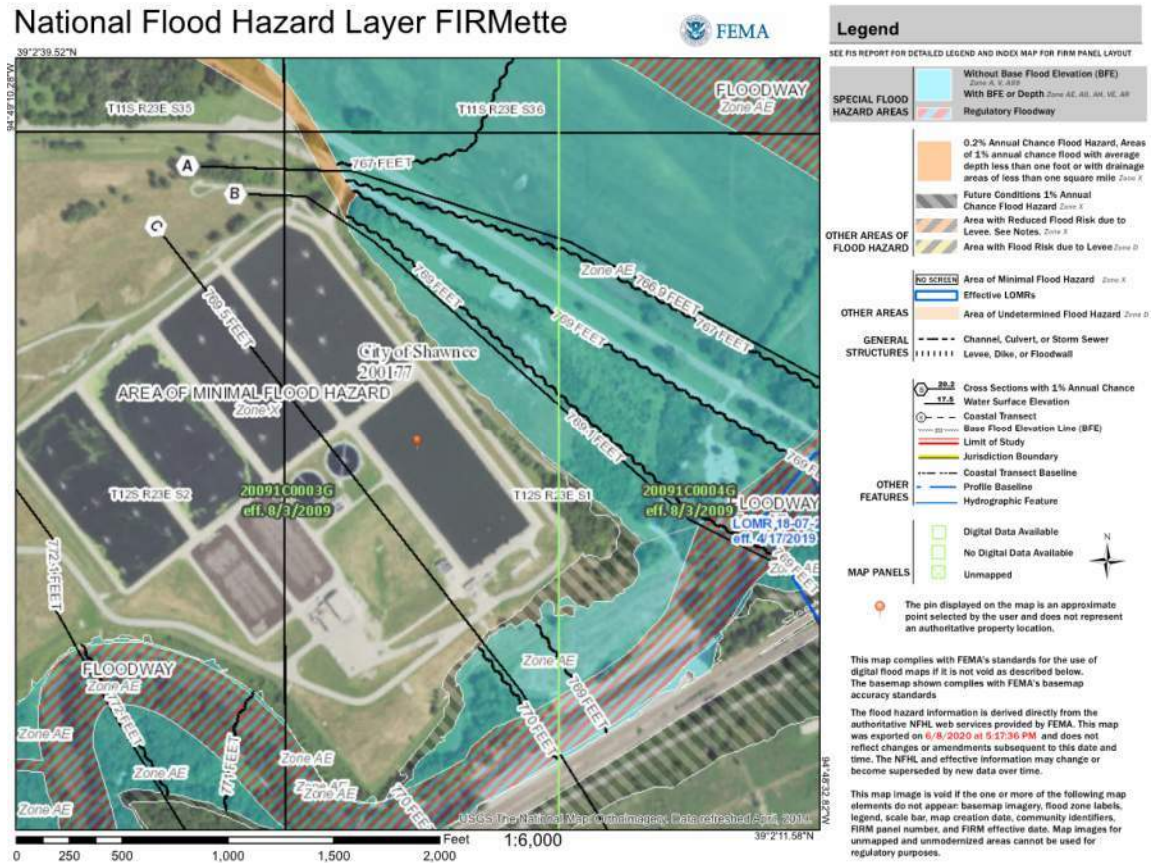 National Flood Hazard Layer FIRMette
FEMA
39°2'39.52"N
94°49'10.28"W
T11S R23E S35
T11S R23E S36
FLOODWAY
Zone AE
767 FEET
A
B
C
769 FEET
Zone AE
766.9 FEET
767 FEET
769 FEET
769.5 FEET
City of Shawnee
200177
AREA OF MINIMAL FLOOD HAZARD
Zone X
769.1 FEET
T12S R23E S2
20091C0003G
eff. 8/3/2009
T12S R23E S1
20091C0004G
eff. 8/3/2009
LOODWAY
LOMR 18-07-
eff. 4/17/2019
769 FEET
772.1 FEET
FLOODWAY
Zone AE
Zone AE
772 FEET
Zone AE
771 FEET
Zone AE
Zone AE
Zone AE
769 FEET
770 FEET
770 FEET
USGS The National Map: Orthoimagery. Data refreshed April,
94°48'32.82"W
39°2'11.58"N
Feet
1:6,000
0
250
500
1,000
1,500
2,000
Legend
SEE FIS REPORT FOR DETAILED LEGEND AND INDEX MAP FOR FIRM PANEL LAYOUT
SPECIAL FLOOD
HAZARD AREAS
Without Base Flood Elevation (BFE)
Zone A, V, A99
With BFE or Depth Zone AE, AO, AH, VE, AR
Regulatory Floodway
OTHER AREAS OF
FLOOD HAZARD
0.2% Annual Chance Flood Hazard, Areas
of 1% annual chance flood with average
depth less than one foot or with drainage
areas of less than one square mile Zone X
Future Conditions 1% Annual
Chance Flood Hazard Zone X
Area with Reduced Flood Risk due to
Levee. See Notes. Zone X
Area with Flood Risk due to Levee Zone D
OTHER AREAS
NO SCREEN Area of Minimal Flood Hazard Zone X
Effective LOMRs
Area of Undetermined Flood Hazard Zone D
GENERAL
STRUCTURES
Channel, Culvert, or Storm Sewer
Levee, Dike, or Floodwall
OTHER
FEATURES
20.2 Cross Sections with 1% Annual Chance
17.5 Water Surface Elevation
Coastal Transect
Base Flood Elevation Line (BFE)
Limit of Study
Jurisdiction Boundary
Coastal Transect Baseline
Profile Baseline
Hydrographic Feature
MAP PANELS
Digital Data Available
No Digital Data Available
Unmapped
N
The pin displayed on the map is an approximate
point selected by the user and does not represent
an authoritative property location.
This map complies with FEMA's standards for the use of
digital flood maps if it is not void as described below.
The basemap shown complies with FEMA's basemap
accuracy standards
The flood hazard information is derived directly from the
authoritative NFHL web services provided by FEMA. This map
was exported on 6/8/2020 at 5:17:36 PM and does not
reflect changes or amendments subsequent to this date and
time. The NFHL and effective information may change or
become superseded by new data over time.
This map image is void if the one or more of the following map
elements do not appear: basemap imagery, flood zone labels,
legend, scale bar, map creation date, community identifiers,
FIRM panel number, and FIRM effective date. Map images for
unmapped and unmodernized areas cannot be used for
regulatory purposes.